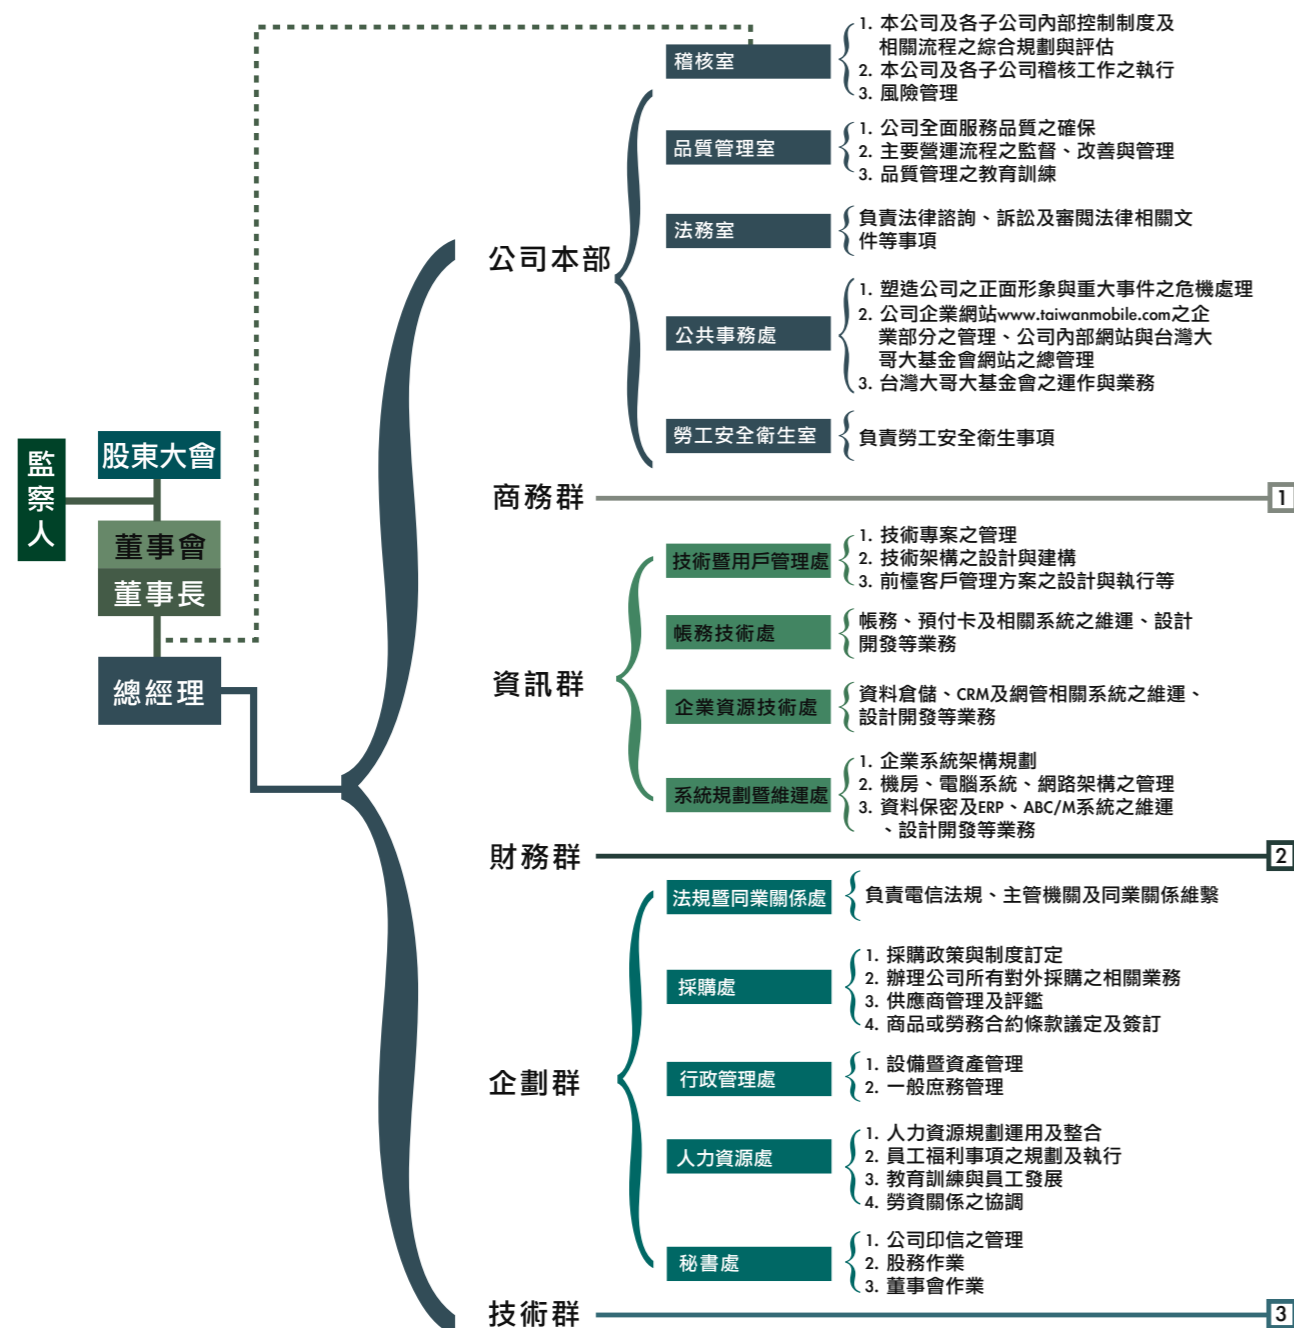 監察人
股東大會
董事會
董事長
總經理
公司本部
稽核室
1. 本公司及各子公司內部控制制度及
相關流程之綜合規劃與評估
2. 本公司及各子公司稽核工作之執行
3. 風險管理
品質管理室
1. 公司全面服務品質之確保
2. 主要營運流程之監督、改善與管理
3. 品質管理之教育訓練
法務室
負責法律諮詢、訴訟及審閱法律相關文
件等事項
公共事務處
1. 塑造公司之正面形象與重大事件之危機處理
2. 公司企業網站www.taiwanmobile.com之企
業部分之管理、公司內部網站與台灣大
哥大基金會網站之總管理
3. 台灣大哥大基金會之運作與業務
勞工安全衛生室
負責勞工安全衛生事項
商務群
1
資訊群
技術暨用戶管理處
1. 技術專案之管理
2. 技術架構之設計與建構
3. 前檯客戶管理方案之設計與執行等
帳務技術處
帳務、預付卡及相關系統之維運、設計
開發等業務
企業資源技術處
資料倉儲、CRM及網管相關系統之維運、
設計開發等業務
系統規劃暨維運處
1. 企業系統架構規劃
2. 機房、電腦系統、網路架構之管理
3. 資料保密及ERP、ABC/M系統之維運
、設計開發等業務
財務群
2
企劃群
法規暨同業關係處
負責電信法規、主管機關及同業關係維繫
採購處
1. 採購政策與制度訂定
2. 辦理公司所有對外採購之相關業務
3. 供應商管理及評鑑
4. 商品或勞務合約條款議定及簽訂
行政管理處
1. 設備暨資產管理
2. 一般庶務管理
人力資源處
1. 人力資源規劃運用及整合
2. 員工福利事項之規劃及執行
3. 教育訓練與員工發展
4. 勞資關係之協調
秘書處
1. 公司印信之管理
2. 股務作業
3. 董事會作業
技術群
3